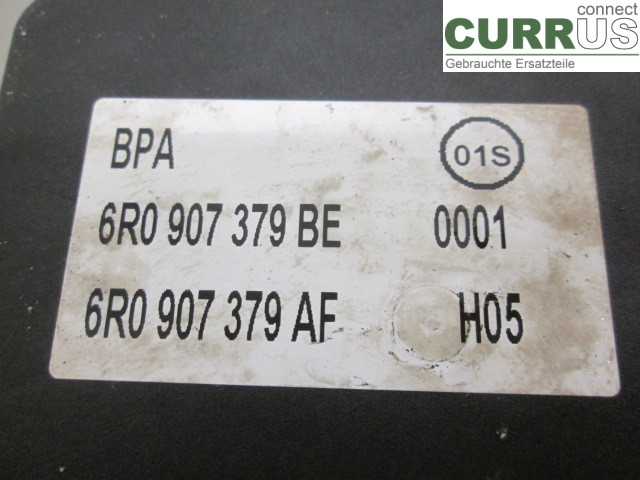 connect
CURRUS
Gebrauchte Ersatzteile
BPA 01S
6R0 907 379 BE 0001
6R0 907 379 AF H05